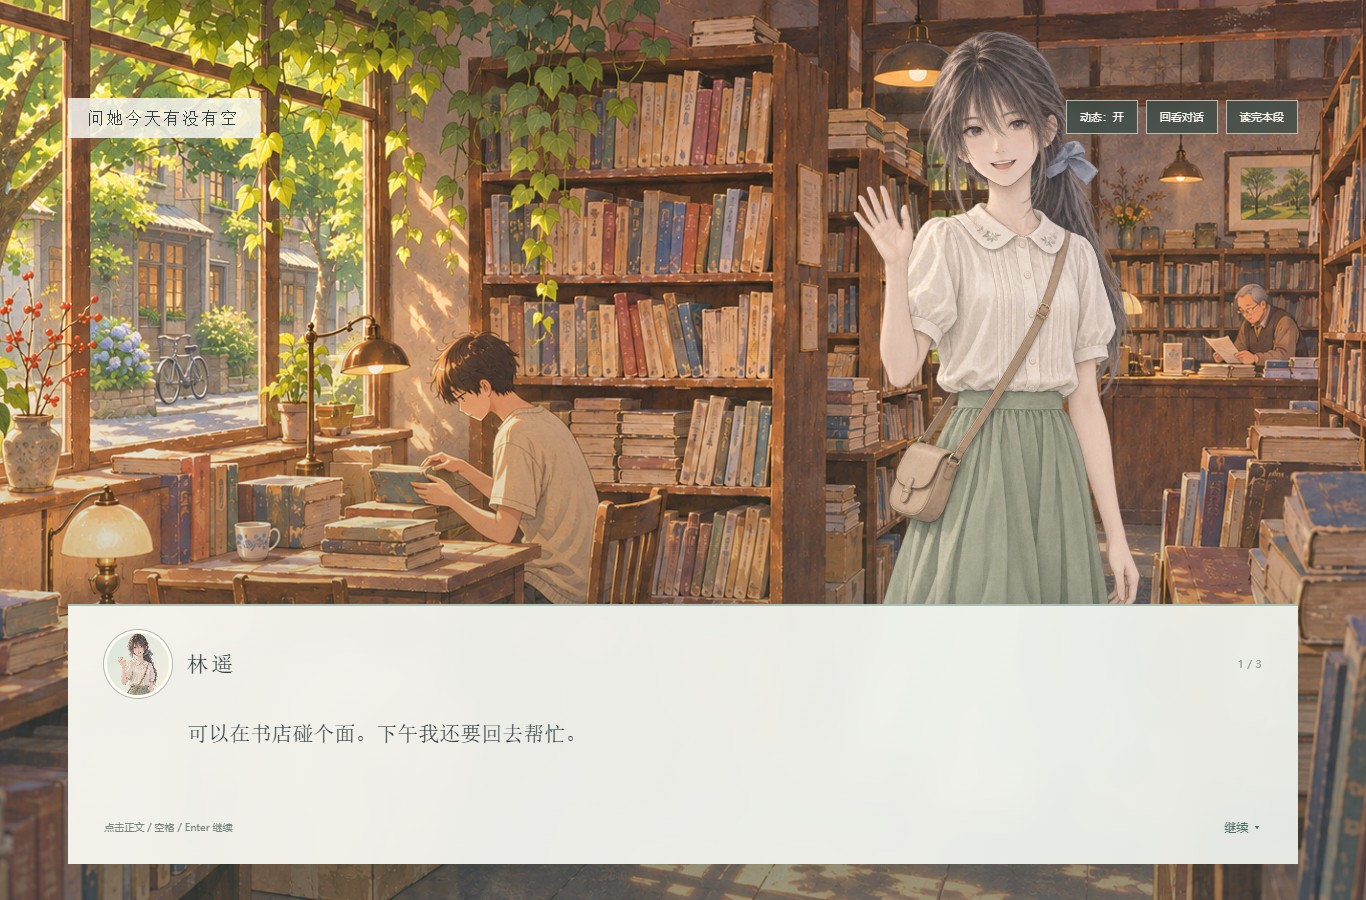 问她今天有没有空
动态：开
回看对话
读完本段
林遥
1 / 3
可以在书店碰个面。下午我还要回去帮忙。
点击正文 / 空格 / Enter 继续
继续